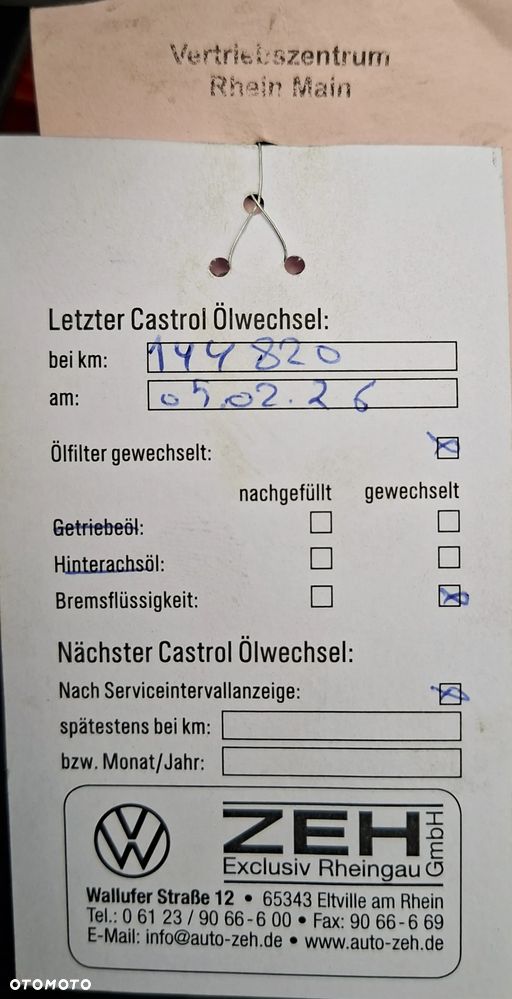 Vertriebszentrum
Rhein Main
Letzter Castrol Ölwechsel:
bei km: 144 820
am: 05.02.26
Ölfilter gewechselt:
nachgefüllt gewechselt
Getriebeöl:
Hinterachsöl:
Bremsflüssigkeit:
Nächster Castrol Ölwechsel:
Nach Serviceintervallanzeige:
spätestens bei km:
bzw. Monat/Jahr:
ZEH GmbH
Exclusiv Rheingau
Wallufer Straße 12 • 65343 Eltville am Rhein
Tel.: 0 61 23 / 90 66 - 6 00 • Fax: 90 66 - 6 69
E-Mail: info@auto-zeh.de • www.auto-zeh.de
OTOMOTO